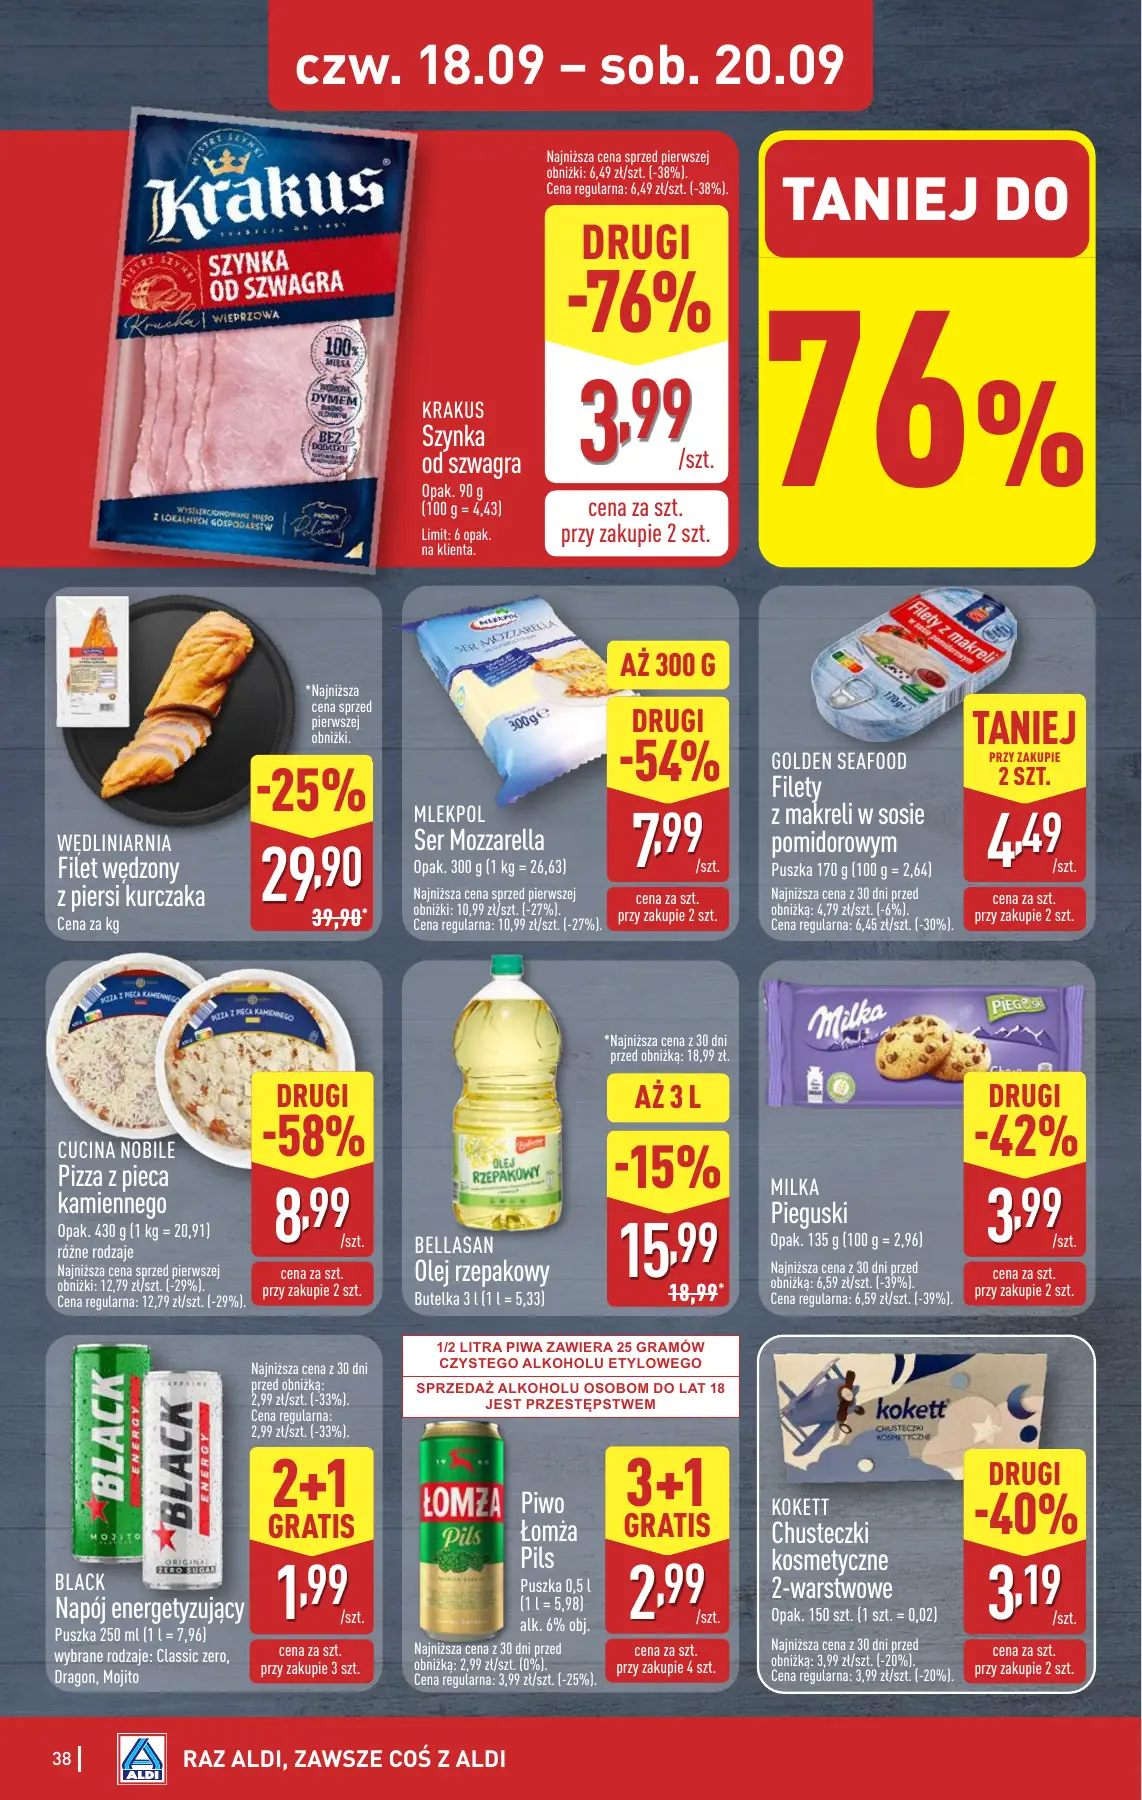 czw. 18.09 – sob. 20.09
MISTRZ SZYNKI
Krakus®
TRADYCJA OD
SZYNKA
OD SZWAGRA
MISTRZ SZYNKI
Krucha | WIEPRZOWA
100%
MIĘSA
WĘDZONA
DYMEM
BEZ
DODATKU
WYSELEKCJONOWANE MIĘSO
Z LOKALNYCH GOSPODARSTW
PRODUCT
Poland
KRAKUS
Szynka
od szwagra
Opak. 90 g
(100 g = 4,43)
Limit: 6 opak.
na klienta.
Najniższa cena sprzed pierwszej
obniżki: 6,49 zł/szt. (-38%).
Cena regularna: 6,49 zł/szt. (-38%).
DRUGI
-76%
3,99
/szt.
cena za szt.
przy zakupie 2 szt.
TANIEJ DO
76%
*Najniższa
cena sprzed
pierwszej
obniżki.
WĘDLINIARNIA
Filet wędzony
z piersi kurczaka
Cena za kg
-25%
29,90
39,90*
MLEKPOL
SER MOZZARELLA
300g e
MLEKPOL
Ser Mozzarella
Opak. 300 g (1 kg = 26,63)
Najniższa cena sprzed pierwszej
obniżki: 10,99 zł/szt. (-27%).
Cena regularna: 10,99 zł/szt. (-27%).
AŻ 300 G
DRUGI
-54%
7,99
/szt.
cena za szt.
przy zakupie 2 szt.
Filety z makreli
w sosie pomidorowym
170g e
GOLDEN SEAFOOD
Filety
z makreli w sosie
pomidorowym
Puszka 170 g (100 g = 2,64)
Najniższa cena z 30 dni przed
obniżką: 4,79 zł/szt. (-6%).
Cena regularna: 6,45 zł/szt. (-30%).
TANIEJ
PRZY ZAKUPIE
2 SZT.
4,49
/szt.
cena za szt.
przy zakupie 2 szt.
PIZZA Z PIECA KAMIENNEGO
PIZZA Z PIECA KAMIENNEGO
CUCINA NOBILE
Pizza z pieca
kamiennego
Opak. 430 g (1 kg = 20,91)
różne rodzaje
Najniższa cena sprzed pierwszej
obniżki: 12,79 zł/szt. (-29%).
Cena regularna: 12,79 zł/szt. (-29%).
DRUGI
-58%
8,99
/szt.
cena za szt.
przy zakupie 2 szt.
Bellasan
OLEJ
RZEPAKOWY
BELLASAN
Olej rzepakowy
Butelka 3 l (1 l = 5,33)
*Najniższa cena z 30 dni
przed obniżką: 18,99 zł.
AŻ 3 L
-15%
15,99
18,99*
Milka
PIEGUSKI
Choco
MILKA
Pieguski
Opak. 135 g (100 g = 2,96)
Najniższa cena z 30 dni przed
obniżką: 6,59 zł/szt. (-39%).
Cena regularna: 6,59 zł/szt. (-39%).
DRUGI
-42%
3,99
/szt.
cena za szt.
przy zakupie 2 szt.
BLACK
ENERGY
MOJITO
BLACK
ENERGY
ORIGINAL
ZERO SUGAR
BLACK
Napój energetyzujący
Puszka 250 ml (1 l = 7,96)
wybrane rodzaje: Classic zero,
Dragon, Mojito
Najniższa cena z 30 dni
przed obniżką:
2,99 zł/szt. (-33%).
Cena regularna:
2,99 zł/szt. (-33%).
2+1
GRATIS
1,99
/szt.
cena za szt.
przy zakupie 3 szt.
1/2 LITRA PIWA ZAWIERA 25 GRAMÓW
CZYSTEGO ALKOHOLU ETYLOWEGO
SPRZEDAŻ ALKOHOLU OSOBOM DO LAT 18
JEST PRZESTĘPSTWEM
19 68
ŁOMŻA
Pils
Piwo
Łomża
Pils
Puszka 0,5 l
(1 l = 5,98)
alk. 6% obj.
Najniższa cena z 30 dni przed
obniżką: 2,99 zł/szt. (0%).
Cena regularna: 3,99 zł/szt. (-25%).
3+1
GRATIS
2,99
/szt.
cena za szt.
przy zakupie 4 szt.
kokett
CHUSTECZKI
KOSMETYCZNE
KOKETT
Chusteczki
kosmetyczne
2-warstwowe
Opak. 150 szt. (1 szt. = 0,02)
Najniższa cena z 30 dni przed
obniżką: 3,99 zł/szt. (-20%).
Cena regularna: 3,99 zł/szt. (-20%).
DRUGI
-40%
3,19
/szt.
cena za szt.
przy zakupie 2 szt.
38
ALDI
RAZ ALDI, ZAWSZE COŚ Z ALDI